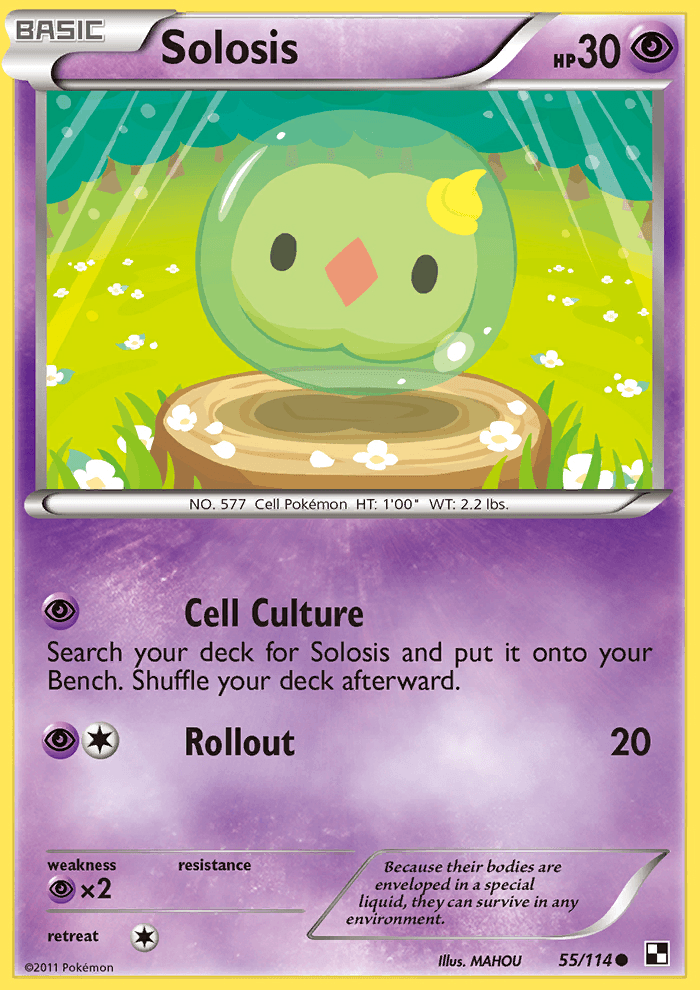 BASIC
Solosis
HP30
NO. 577 Cell Pokémon HT: 1'00" WT: 2.2 lbs.
Cell Culture
Search your deck for Solosis and put it onto your
Bench. Shuffle your deck afterward.
Rollout 20
weakness resistance
×2
retreat
Because their bodies are
enveloped in a special
liquid, they can survive in any
environment.
Illus. MAHOU 55/114
©2011 Pokémon